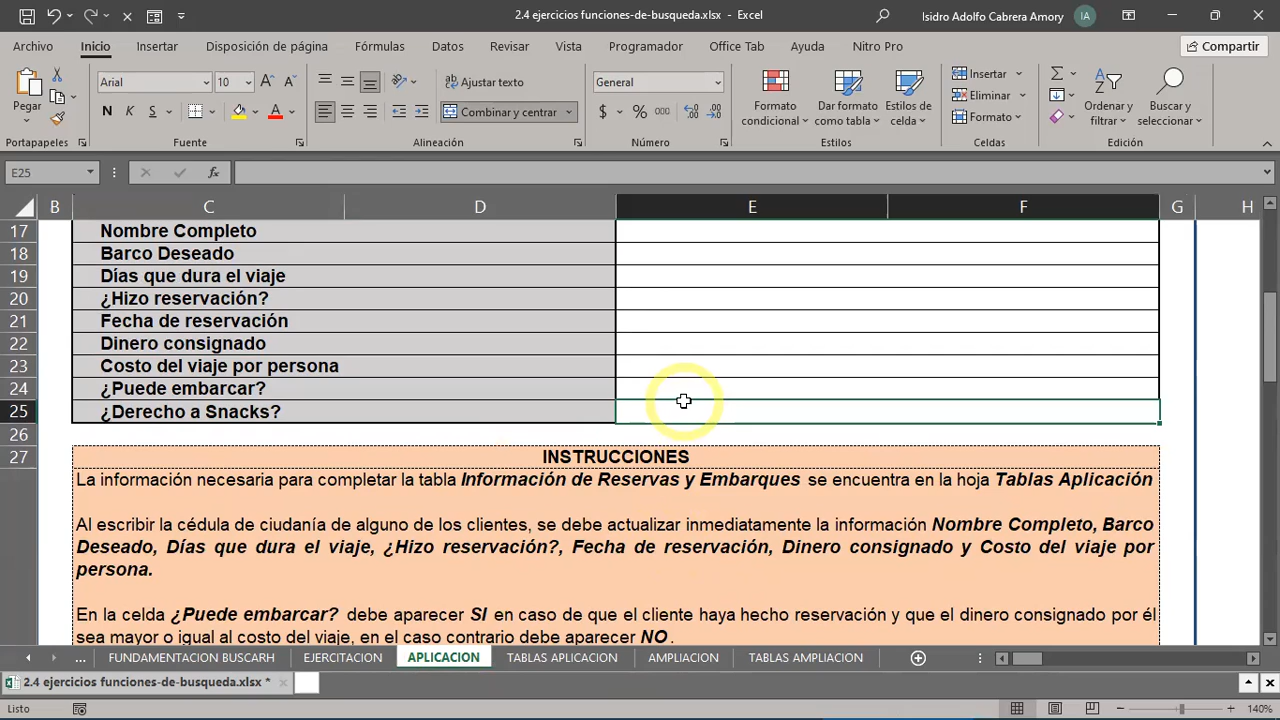 2.4 ejercicios funciones-de-busqueda.xlsx - Excel
Isidro Adolfo Cabrera Amory IA
Archivo Inicio Insertar Disposición de página Fórmulas Datos Revisar Vista Programador Office Tab Ayuda Nitro Pro Compartir
Pegar
Portapapeles
Arial 10
N K S
Fuente
Ajustar texto
Combinar y centrar
Alineación
General
$ % 000
Número
Formato condicional
Dar formato como tabla
Estilos de celda
Estilos
Insertar
Eliminar
Formato
Celdas
Ordenar y filtrar
Buscar y seleccionar
Edición
E25 fx
B C D E F G H
17 Nombre Completo
18 Barco Deseado
19 Días que dura el viaje
20 ¿Hizo reservación?
21 Fecha de reservación
22 Dinero consignado
23 Costo del viaje por persona
24 ¿Puede embarcar?
25 ¿Derecho a Snacks?
26
27 INSTRUCCIONES
La información necesaria para completar la tabla Información de Reservas y Embarques se encuentra en la hoja Tablas Aplicación
Al escribir la cédula de ciudanía de alguno de los clientes, se debe actualizar inmediatamente la información Nombre Completo, Barco
Deseado, Días que dura el viaje, ¿Hizo reservación?, Fecha de reservación, Dinero consignado y Costo del viaje por
persona.
En la celda ¿Puede embarcar? debe aparecer SI en caso de que el cliente haya hecho reservación y que el dinero consignado por él
sea mayor o igual al costo del viaje, en el caso contrario debe aparecer NO.
... FUNDAMENTACION BUSCARH EJERCITACION APLICACION TABLAS APLICACION AMPLIACION TABLAS AMPLIACION
2.4 ejercicios funciones-de-busqueda.xlsx *
Listo 140%